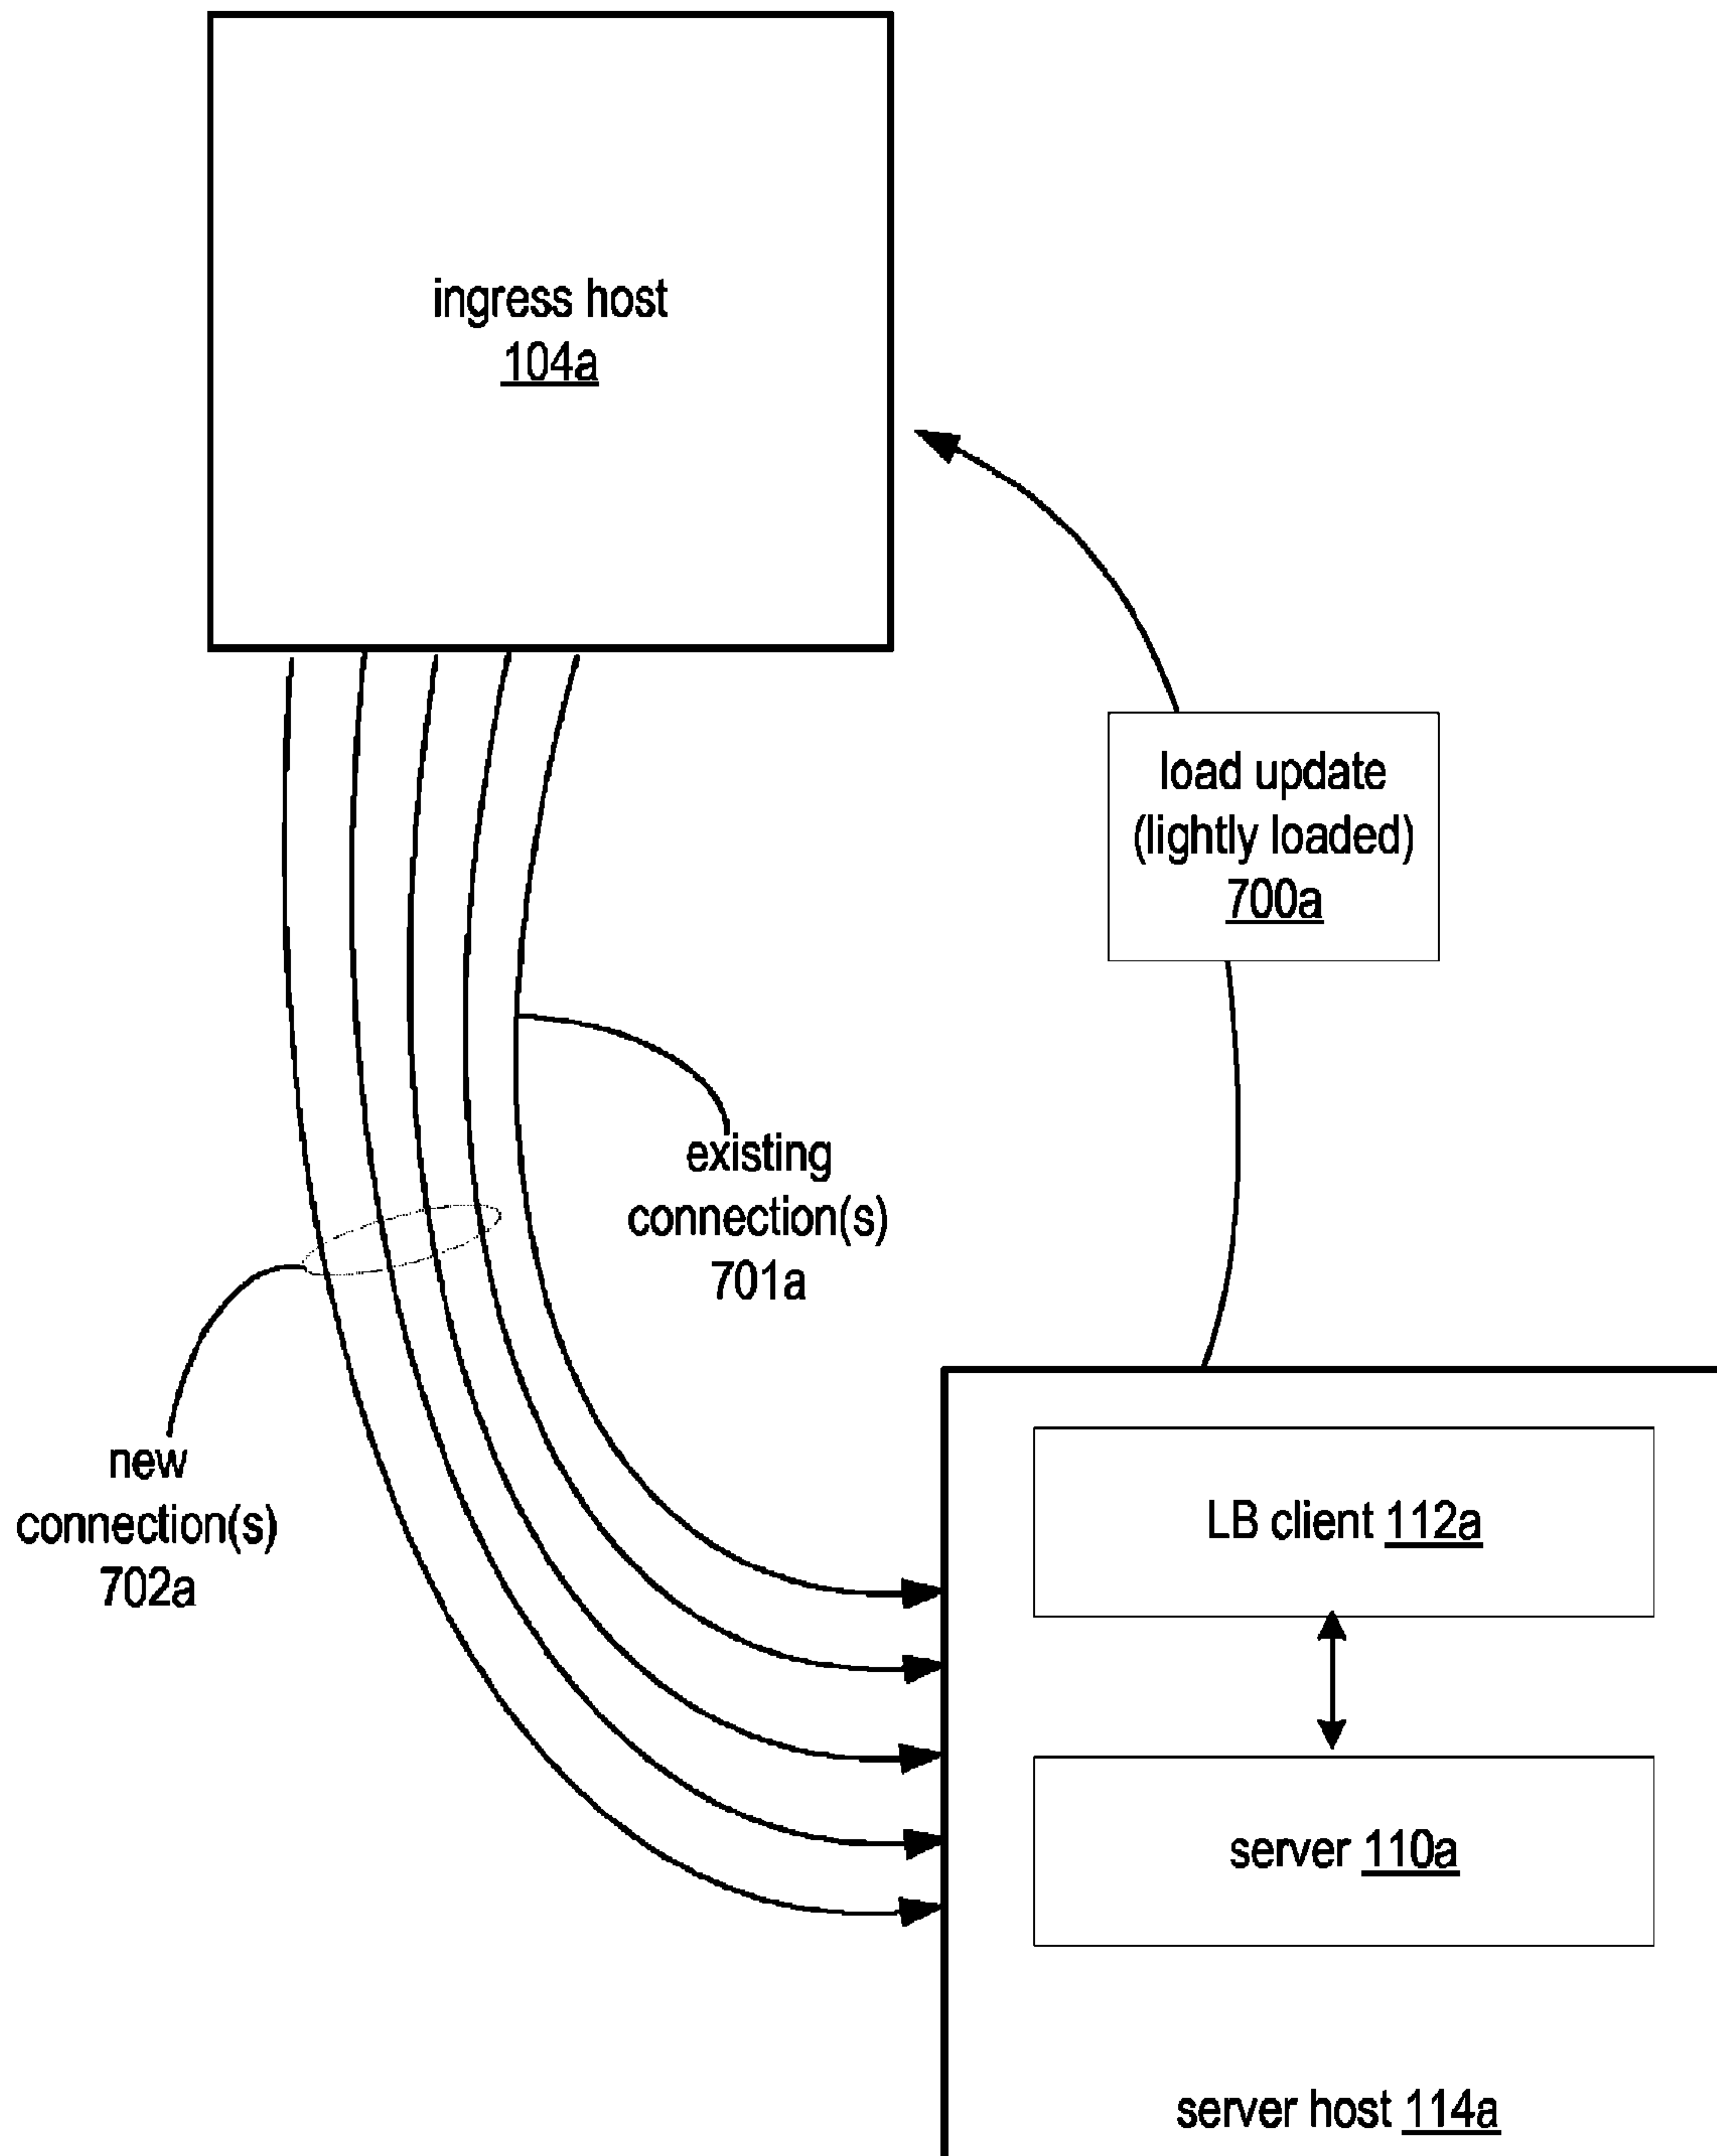 ingress host
104a
load update
(lightly loaded)
700a
existing
connection(s)
701a
new
connection(s)
702a
LB client 112a
server 110a
server host 114a